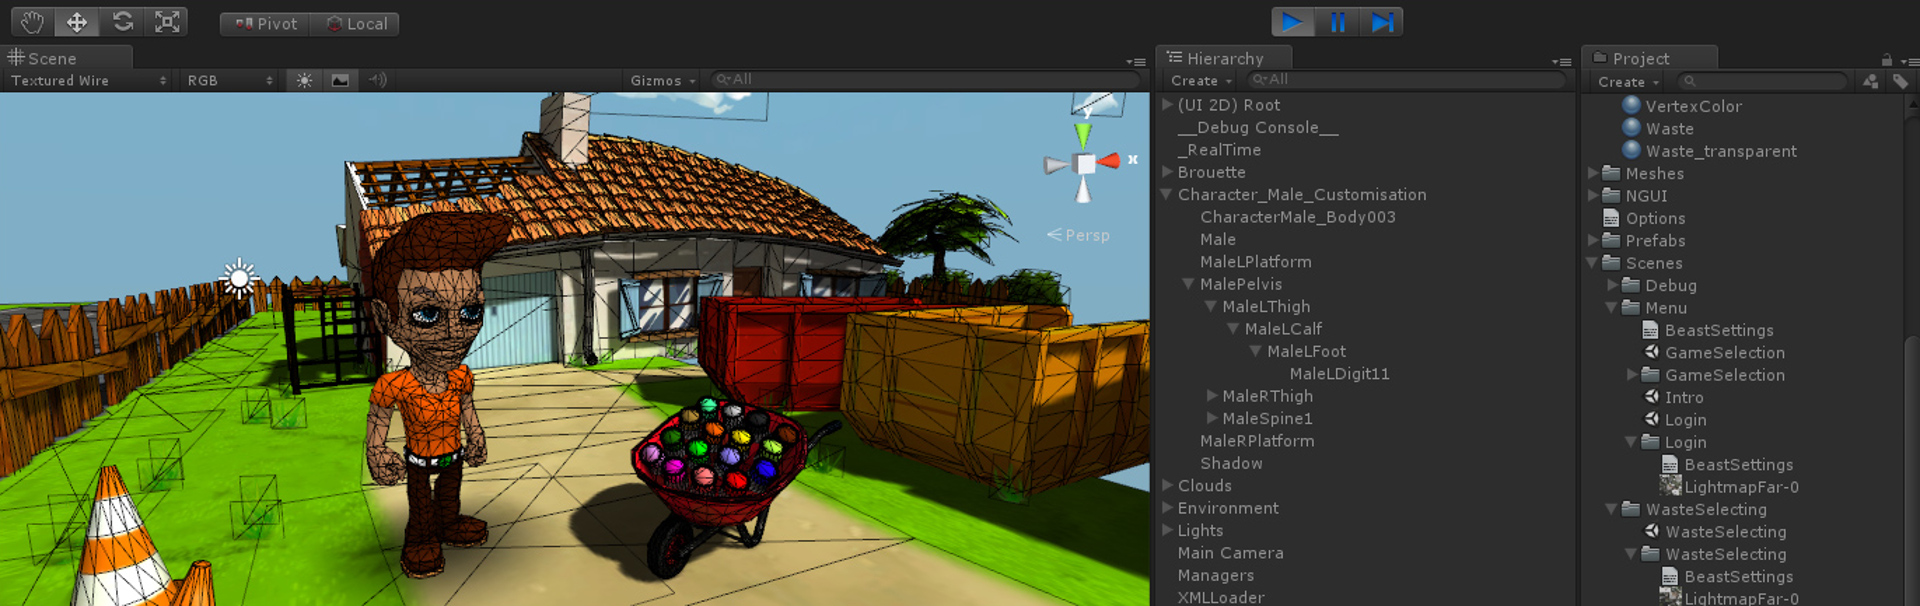 Pivot Local
Scene
Textured Wire RGB Gizmos All
y
x
Persp
Hierarchy
Create All
(UI 2D) Root
__Debug Console__
_RealTime
Brouette
Character_Male_Customisation
CharacterMale_Body003
Male
MaleLPlatform
MalePelvis
MaleLThigh
MaleLCalf
MaleLFoot
MaleLDigit11
MaleRThigh
MaleSpine1
MaleRPlatform
Shadow
Clouds
Environment
Lights
Main Camera
Managers
XMLLoader
Project
Create
VertexColor
Waste
Waste_transparent
Meshes
NGUI
Options
Prefabs
Scenes
Debug
Menu
BeastSettings
GameSelection
GameSelection
Intro
Login
Login
BeastSettings
LightmapFar-0
WasteSelecting
WasteSelecting
WasteSelecting
BeastSettings
LightmapFar-0